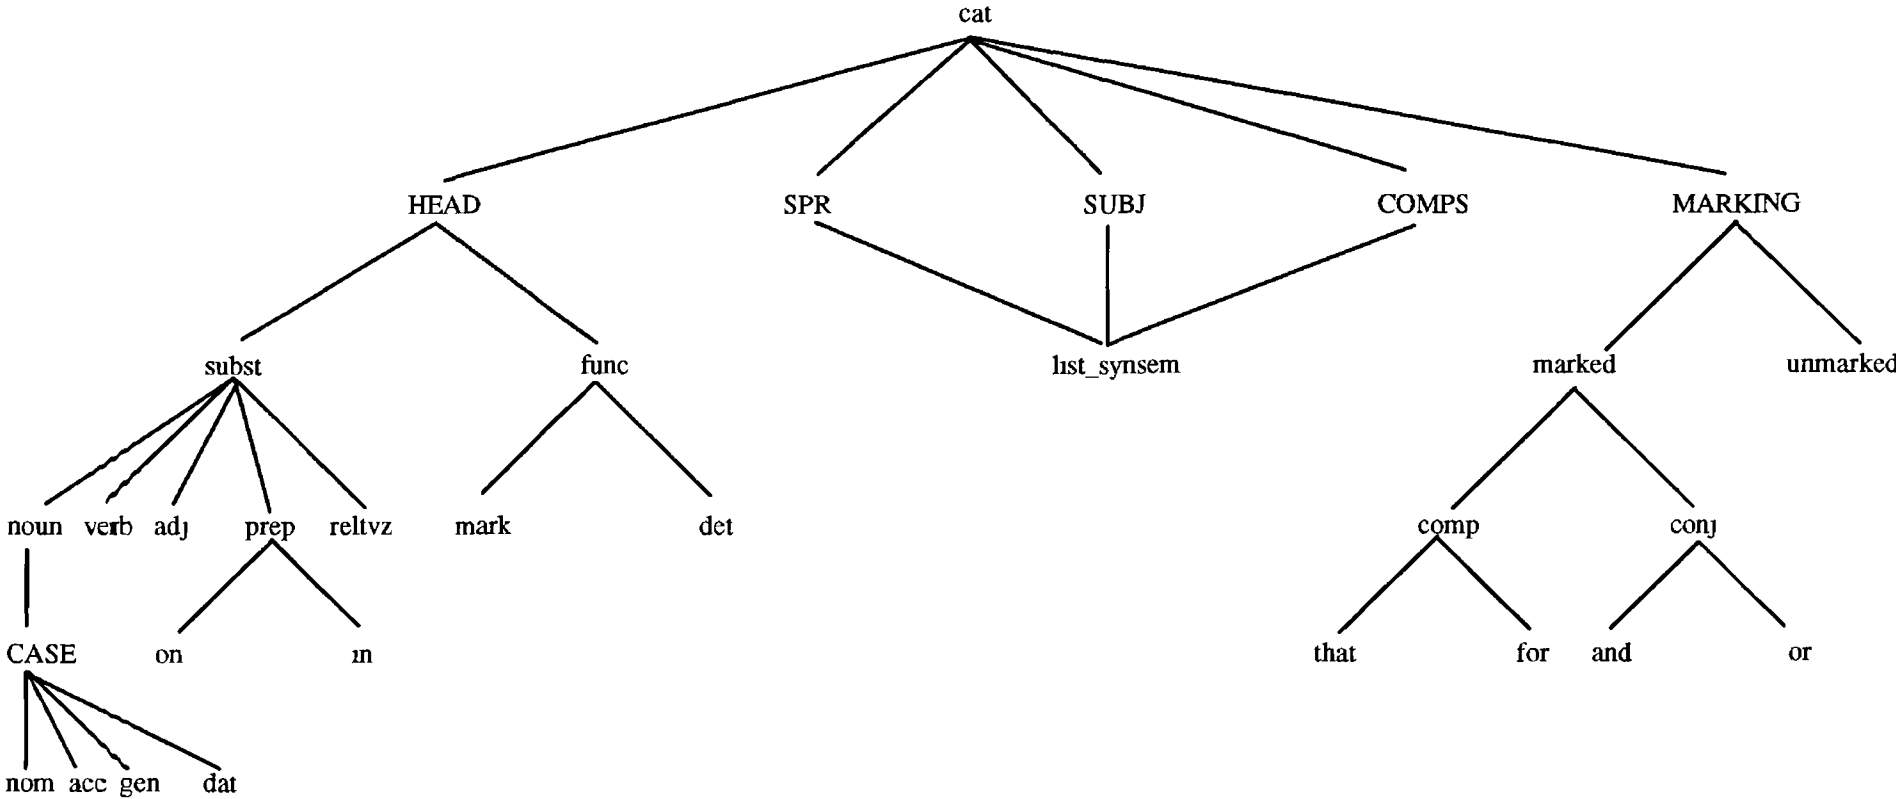 cat
HEAD SPR SUBJ COMPS MARKING
subst func list_synsem marked unmarked
noun verb adj prep reltvz mark det comp conj
CASE on in that for and or
nom acc gen dat